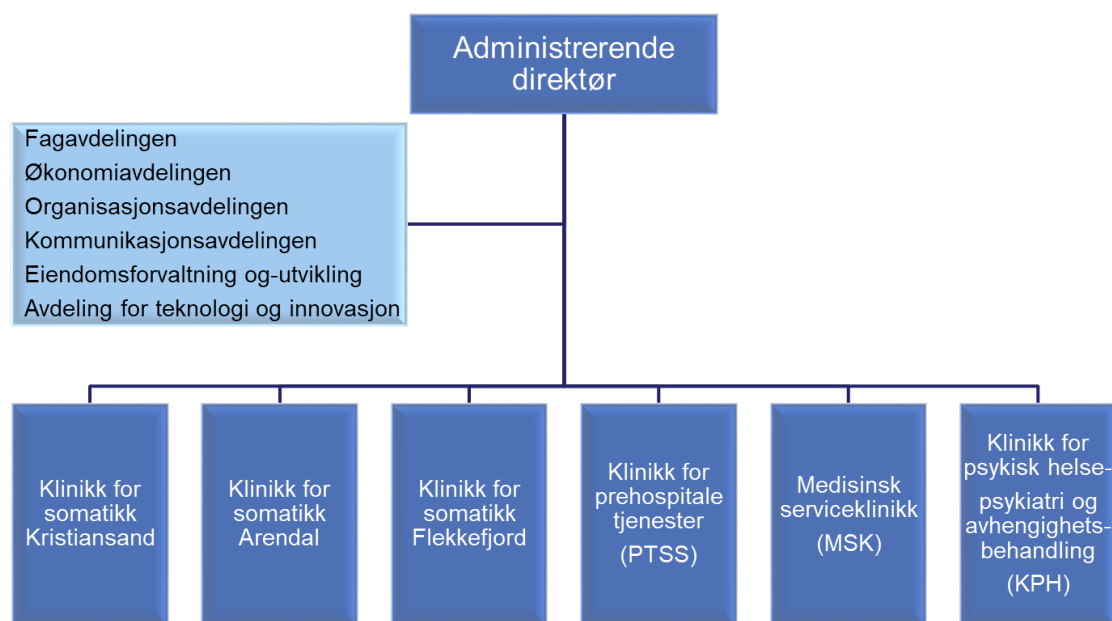 Administrerende
direktør
Fagavdelingen
Økonomiavdelingen
Organisasjonsavdelingen
Kommunikasjonsavdelingen
Eiendomsforvaltning og-utvikling
Avdeling for teknologi og innovasjon
Klinikk for
somatikk
Kristiansand
Klinikk for
somatikk
Arendal
Klinikk for
somatikk
Flekkefjord
Klinikk for
prehospitale
tjenester
(PTSS)
Medisinsk
serviceklinikk
(MSK)
Klinikk for
psykisk helse-
psykiatri og
avhengighets-
behandling
(KPH)